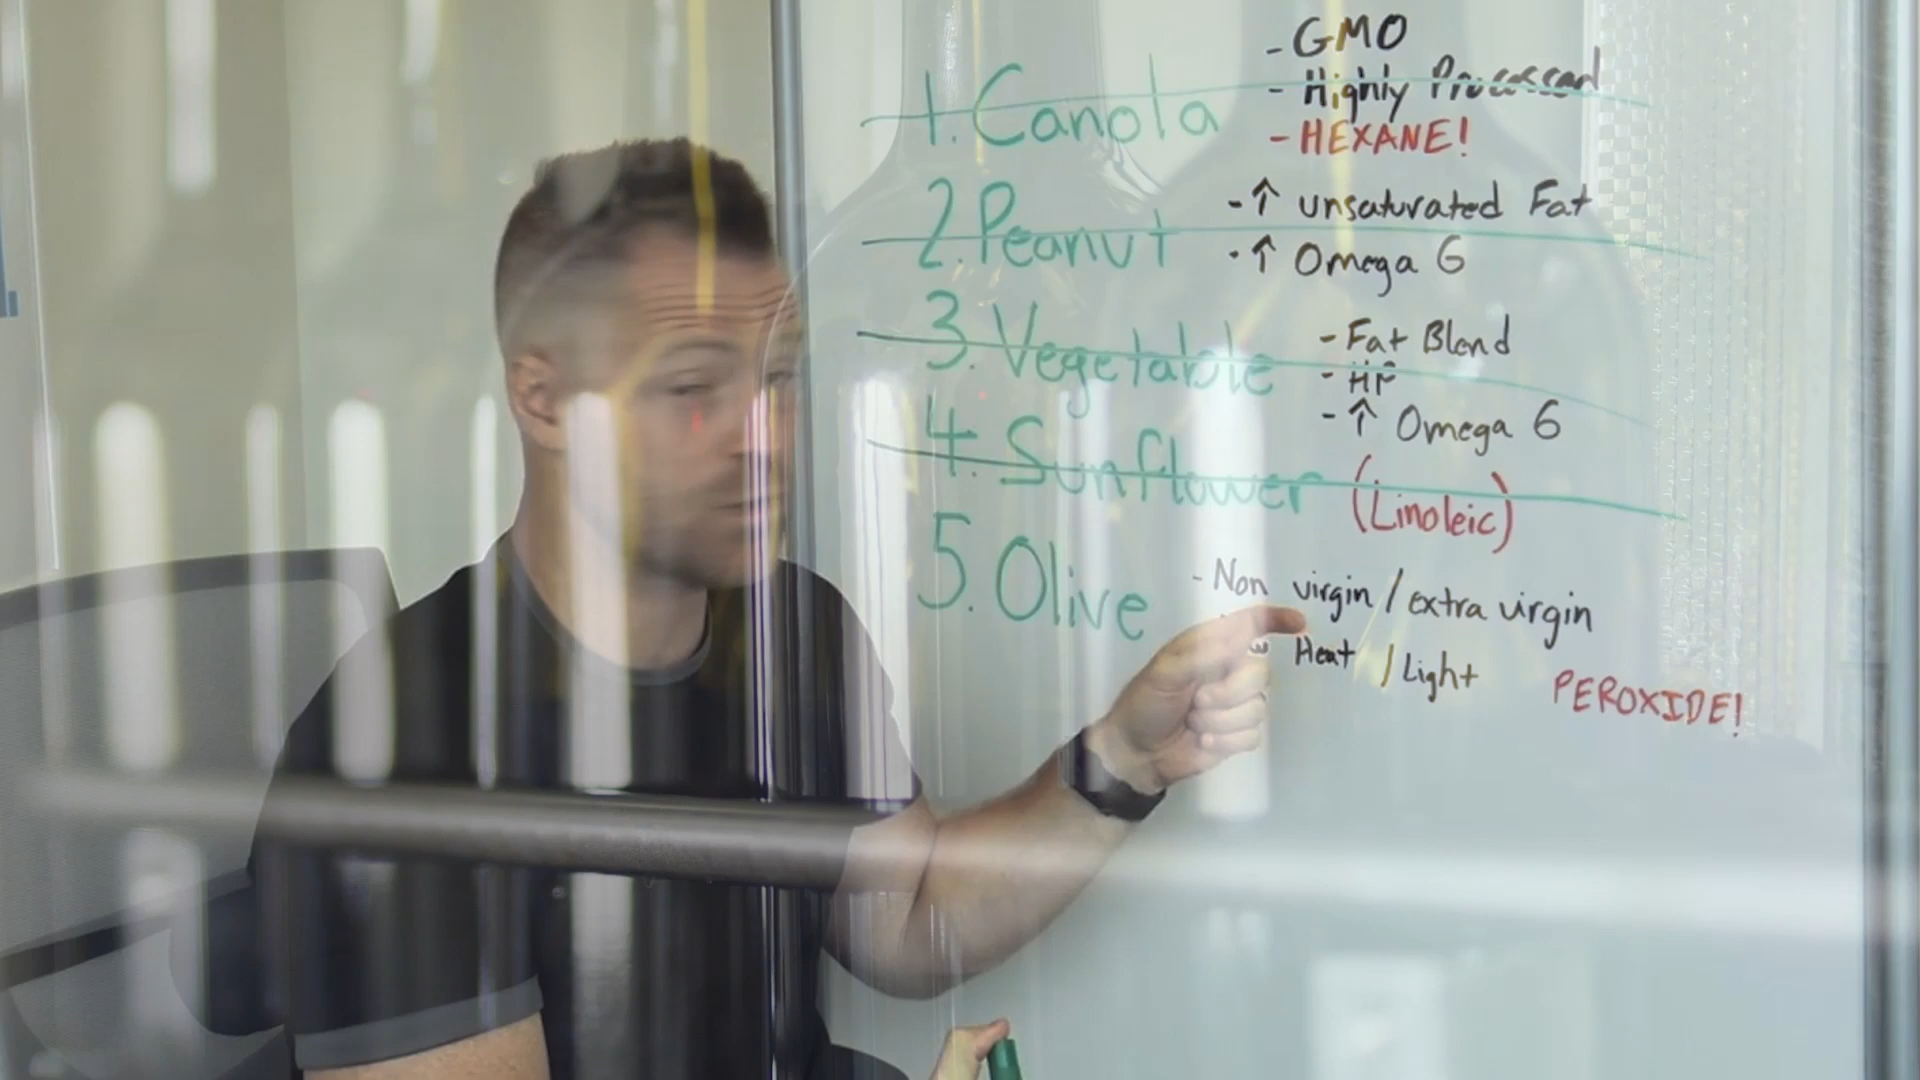 1. Canola
- GMO
- Highly Processed
- HEXANE!
2. Peanut
- ↑ unsaturated Fat
- ↑ Omega 6
3. Vegetable
- Fat Blend
- HP
- ↑ Omega 6
4. Sunflower (Linoleic)
5. Olive
- Non virgin / extra virgin
Heat / Light
PEROXIDE!